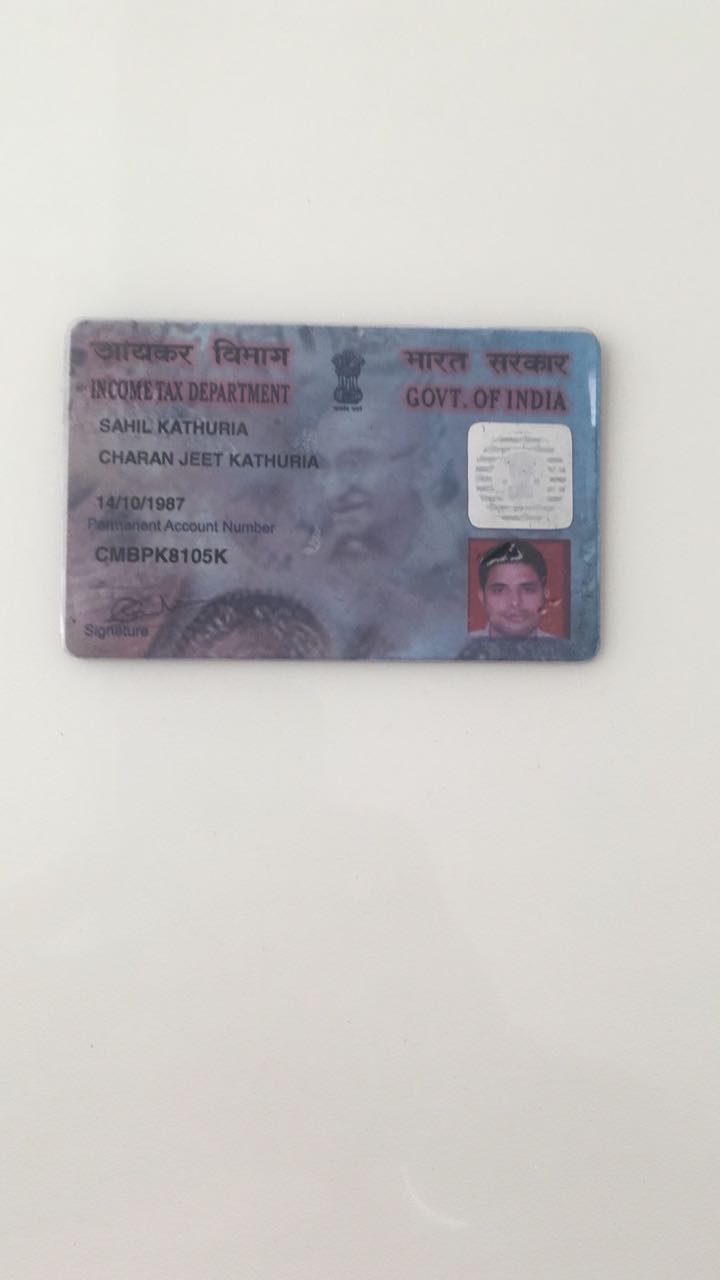 आयकर विभाग
INCOME TAX DEPARTMENT
भारत सरकार
GOVT. OF INDIA
SAHIL KATHURIA
CHARAN JEET KATHURIA
14/10/1987
Permanent Account Number
CMBPK8105K
Signature